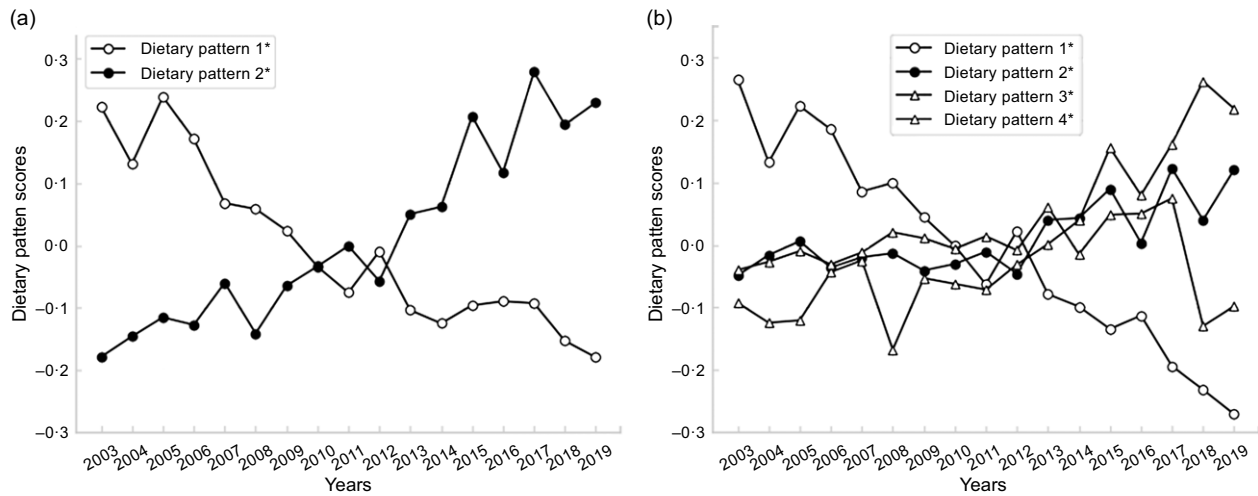 (a)
Dietary pattern 1*
Dietary pattern 2*
0·3
0·2
0·1
0·0
–0·1
–0·2
–0·3
Dietary patten scores
2003 2004 2005 2006 2007 2008 2009 2010 2011 2012 2013 2014 2015 2016 2017 2018 2019
Years
(b)
Dietary pattern 1*
Dietary pattern 2*
Dietary pattern 3*
Dietary pattern 4*
0·3
0·2
0·1
0·0
–0·1
–0·2
–0·3
Dietary patten scores
2003 2004 2005 2006 2007 2008 2009 2010 2011 2012 2013 2014 2015 2016 2017 2018 2019
Years